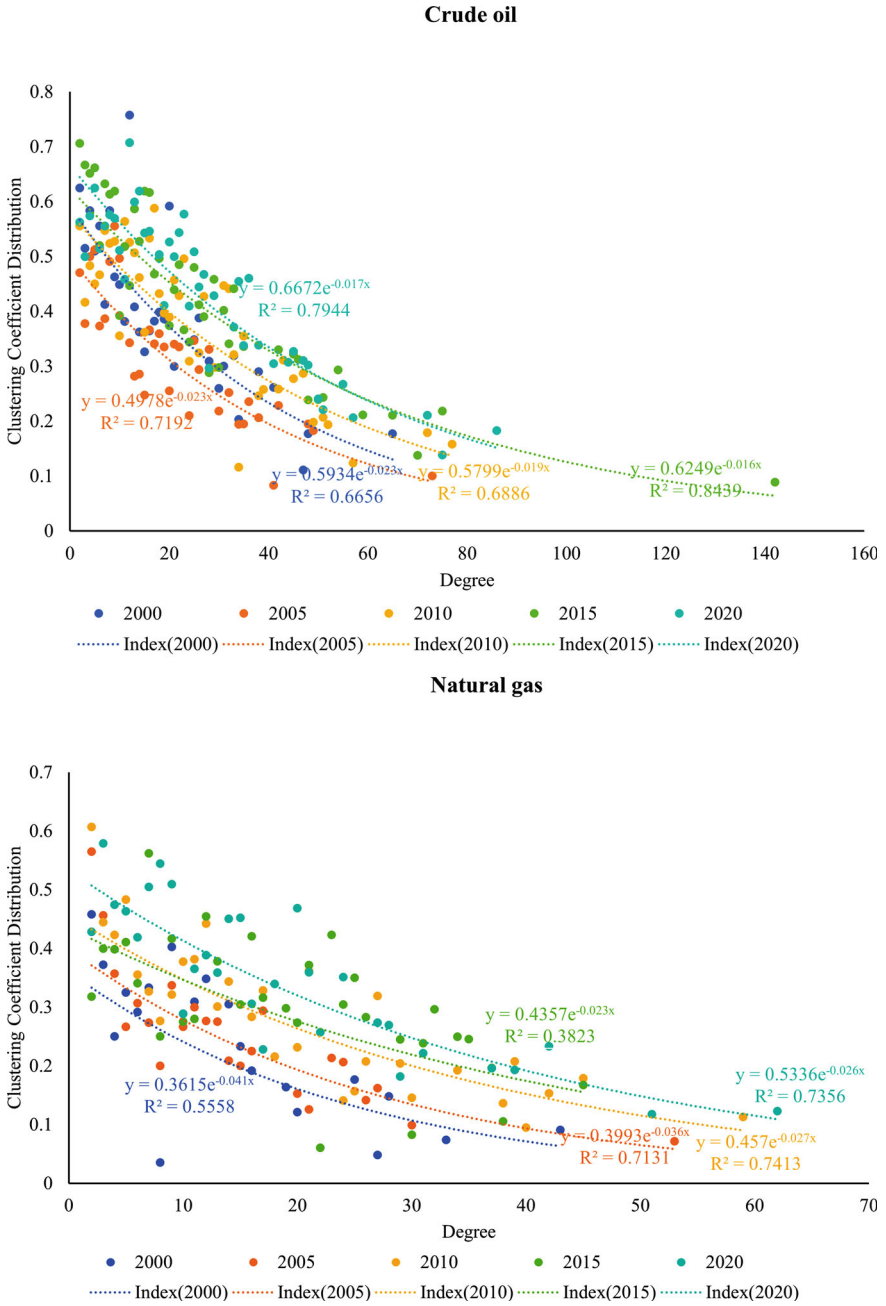 Crude oil
Clustering Coefficient Distribution
0.8
0.7
0.6
0.5
0.4
0.3
0.2
0.1
0
y = 0.6672e^-0.017x
R² = 0.7944
y = 0.4978e^-0.023x
R² = 0.7192
y = 0.5934e^-0.023x
R² = 0.6656
y = 0.5799e^-0.019x
R² = 0.6886
y = 0.6249e^-0.016x
R² = 0.8439
0 20 40 60 80 100 120 140 160
Degree
2000 2005 2010 2015 2020
Index(2000) Index(2005) Index(2010) Index(2015) Index(2020)
Natural gas
Clustering Coefficient Distribution
0.7
0.6
0.5
0.4
0.3
0.2
0.1
0
y = 0.4357e^-0.023x
R² = 0.3823
y = 0.3615e^-0.041x
R² = 0.5558
y = 0.5336e^-0.026x
R² = 0.7356
y = 0.3993e^-0.036x
R² = 0.7131
y = 0.457e^-0.027x
R² = 0.7413
0 10 20 30 40 50 60 70
Degree
2000 2005 2010 2015 2020
Index(2000) Index(2005) Index(2010) Index(2015) Index(2020)